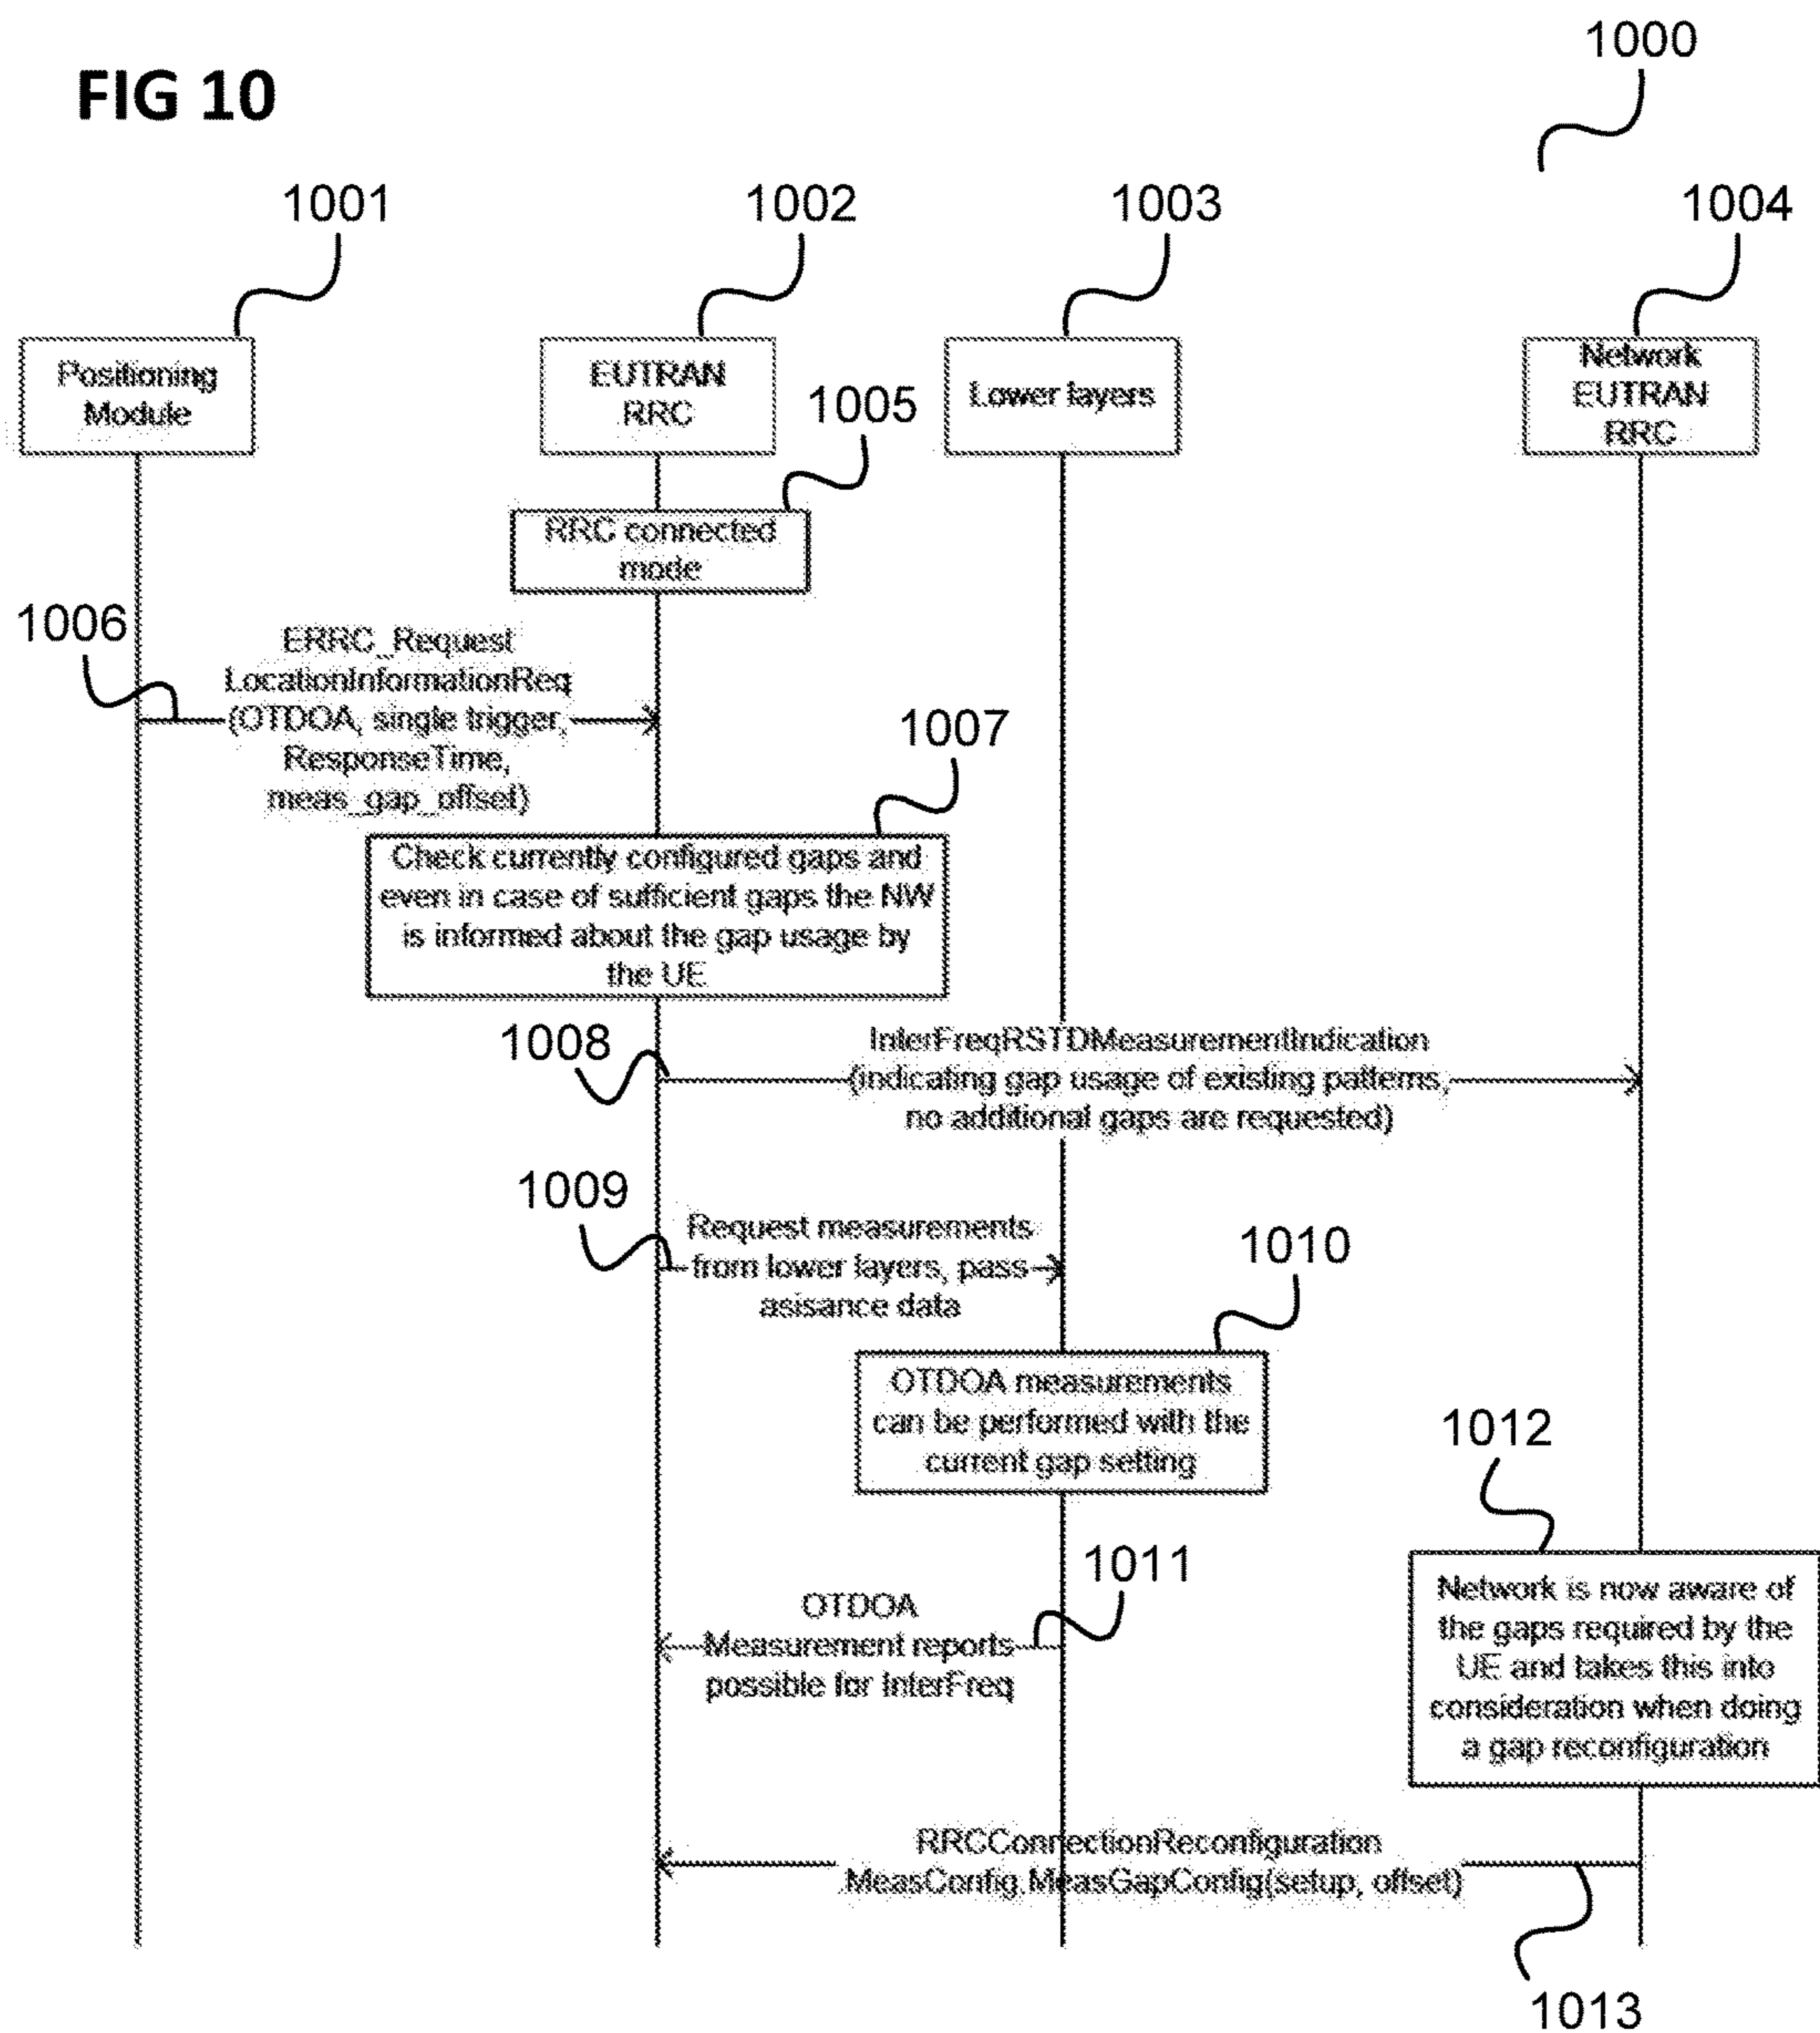 FIG 10
1000
1001
1002
1003
1004
Positioning
Module
EUTRAN
RRC
Lower layers
Network
EUTRAN
RRC
1005
RRC connected
mode
1006
ERRC_Request
LocationInformationReq
(OTDOA, single trigger,
ResponseTime,
meas_gap_offset)
1007
Check currently configured gaps and
even in case of sufficient gaps the NW
is informed about the gap usage by
the UE
1008
InterFreqRSTDMeasurementIndication
(indicating gap usage of existing patterns,
no additional gaps are requested)
1009
Request measurements
from lower layers, pass
asisance data
1010
OTDOA measurements
can be performed with the
current gap setting
1011
OTDOA
Measurement reports
possible for InterFreq
1012
Network is now aware of
the gaps required by the
UE and takes this into
consideration when doing
a gap reconfiguration
RRCConnectionReconfiguration
.MeasConfig.MeasGapConfig(setup, offset)
1013